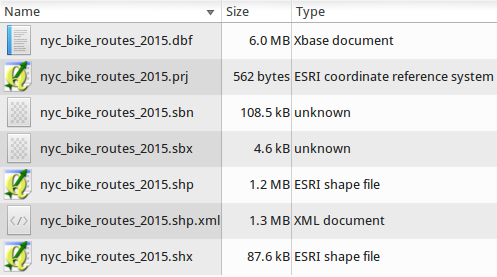 Name Size Type
nyc_bike_routes_2015.dbf 6.0 MB Xbase document
nyc_bike_routes_2015.prj 562 bytes ESRI coordinate reference system
nyc_bike_routes_2015.sbn 108.5 kB unknown
nyc_bike_routes_2015.sbx 4.6 kB unknown
nyc_bike_routes_2015.shp 1.2 MB ESRI shape file
nyc_bike_routes_2015.shp.xml 1.3 MB XML document
nyc_bike_routes_2015.shx 87.6 kB ESRI shape file